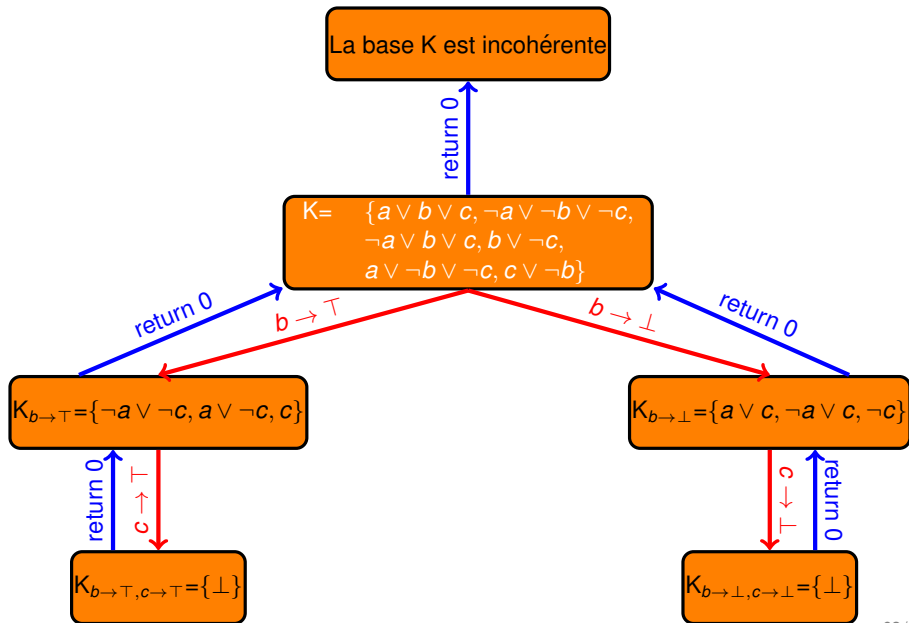 La base K est incohérente
return 0
K= {a ∨ b ∨ c, ¬a ∨ ¬b ∨ ¬c,
¬a ∨ b ∨ c, b ∨ ¬c,
a ∨ ¬b ∨ ¬c, c ∨ ¬b}
return 0
b → ⊤
b → ⊥
return 0
K_{b→⊤}={¬a ∨ ¬c, a ∨ ¬c, c}
K_{b→⊥}={a ∨ c, ¬a ∨ c, ¬c}
return 0
c → ⊤
c → ⊥
return 0
K_{b→⊤,c→⊤}={⊥}
K_{b→⊥,c→⊥}={⊥}